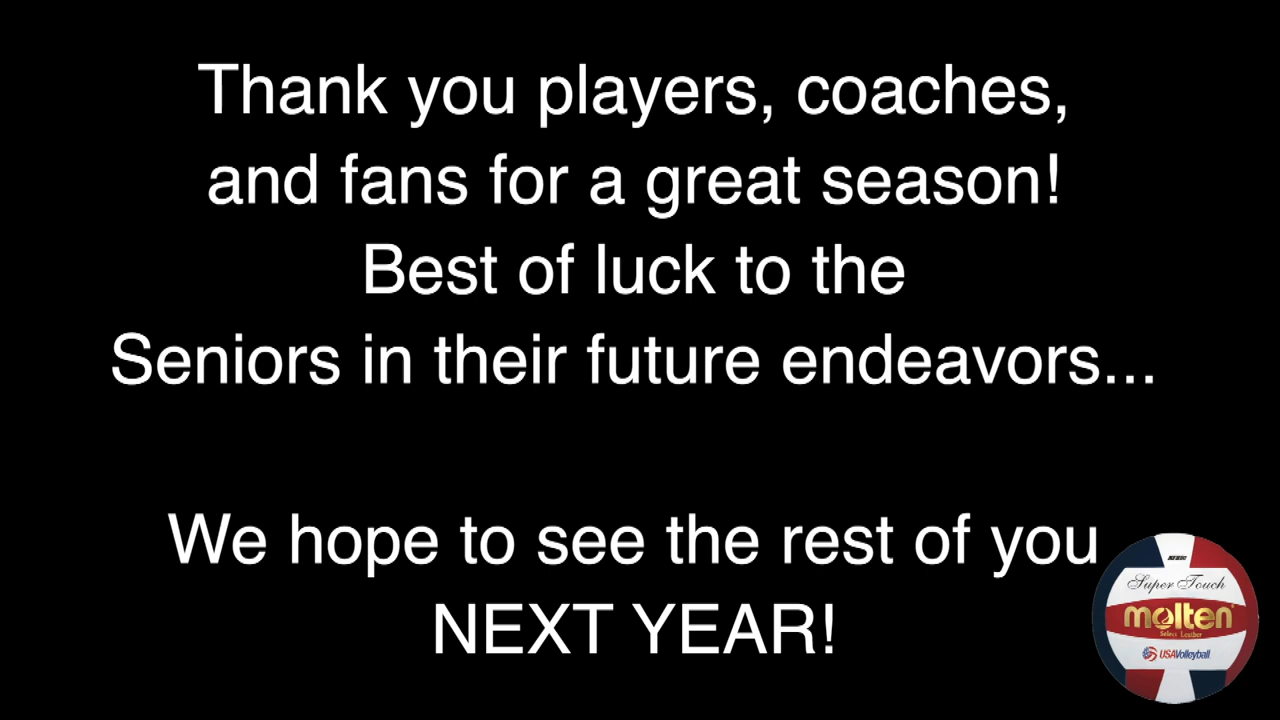 Thank you players, coaches,
and fans for a great season!
Best of luck to the
Seniors in their future endeavors...
We hope to see the rest of you
NEXT YEAR!
Super Touch
molten
Select Leather
USAVolleyball